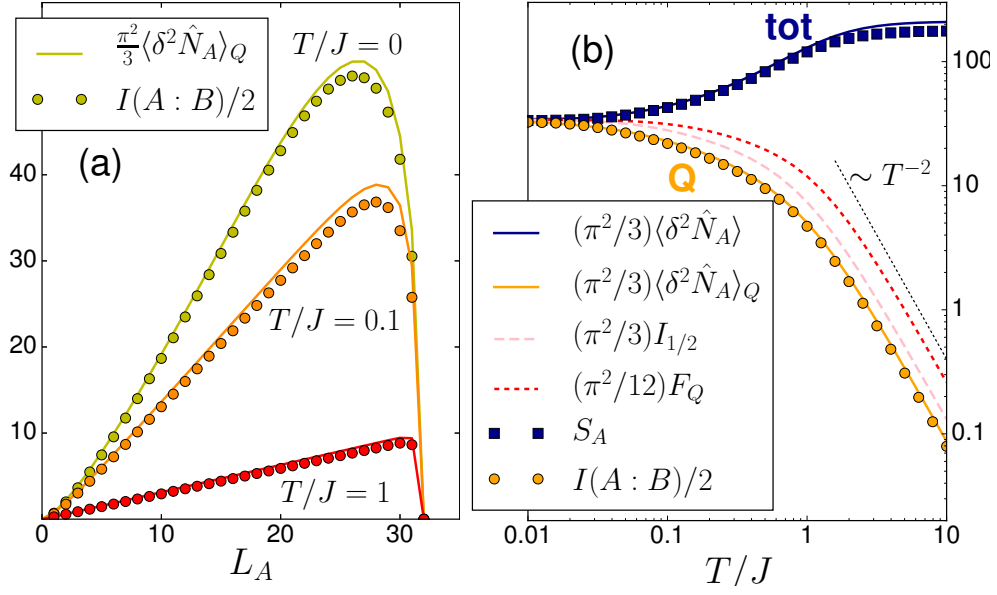 π²/3 ⟨δ²N̂_A⟩_Q
I(A : B)/2
T/J = 0
(a)
T/J = 0.1
T/J = 1
40
30
20
10
0 10 20 30
L_A
(b)
tot
Q
~ T⁻²
(π²/3)⟨δ²N̂_A⟩
(π²/3)⟨δ²N̂_A⟩_Q
(π²/3)I_{1/2}
(π²/12)F_Q
S_A
I(A : B)/2
100
10
1
0.1
0.01 0.1 1 10
T/J